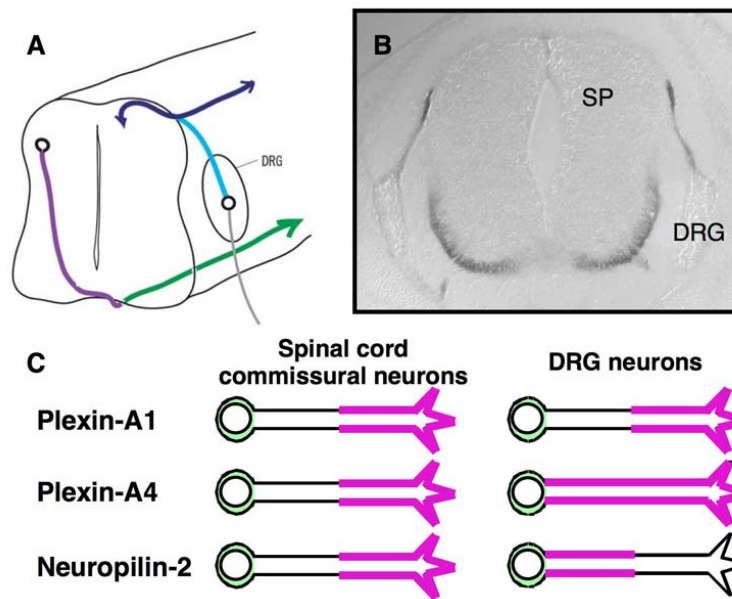 A
DRG
B
SP
DRG
C
Spinal cord
commissural neurons
DRG neurons
Plexin-A1
Plexin-A4
Neuropilin-2